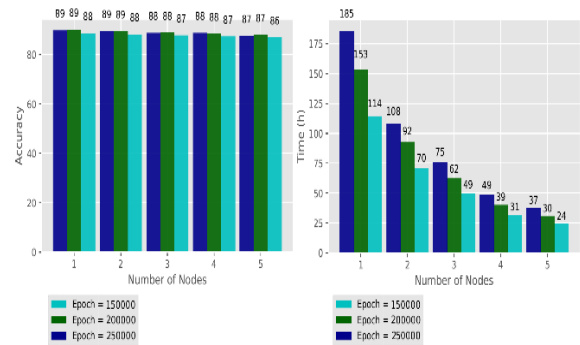 89 89 88 89 89 88 88 88 87 88 88 87 87 87 86
80
60
40
20
0
Accuracy
1 2 3 4 5
Number of Nodes
Epoch = 150000
Epoch = 200000
Epoch = 250000
185
153
114
108
92
70
75
62
49
49
39
31
37
30
24
175
150
125
100
75
50
25
0
Time (h)
1 2 3 4 5
Number of Nodes
Epoch = 150000
Epoch = 200000
Epoch = 250000